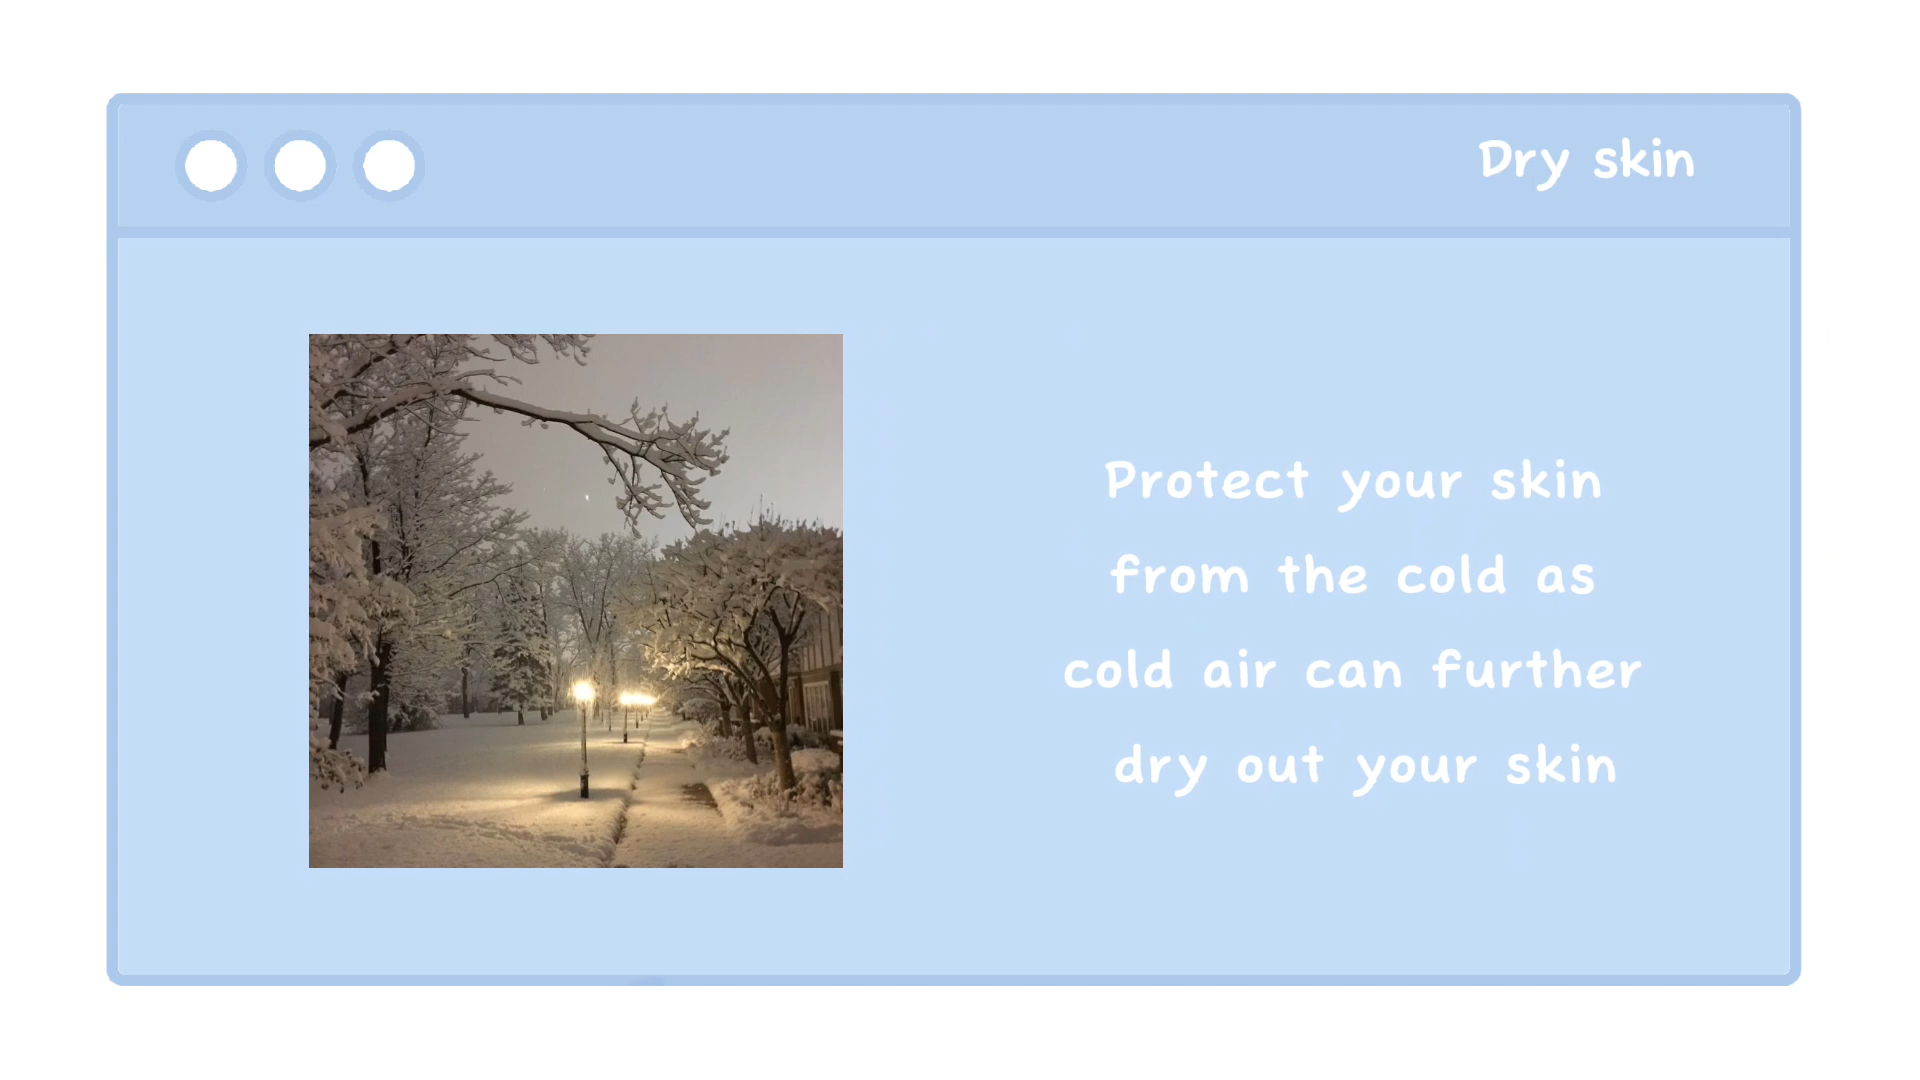 Dry skin
Protect your skin
from the cold as
cold air can further
dry out your skin